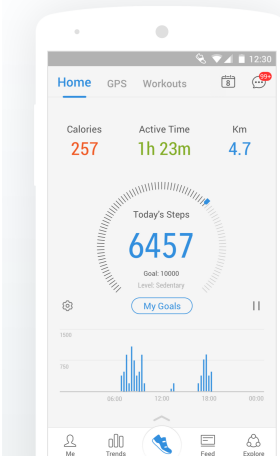 12:30
Home GPS Workouts 8 99+
Calories Active Time Km
257 1h 23m 4.7
Today's Steps
6457
Goal: 10000
Level: Sedentary
My Goals
1500
750
06:00 12:00 18:00 00:00
Me Trends Feed Explore